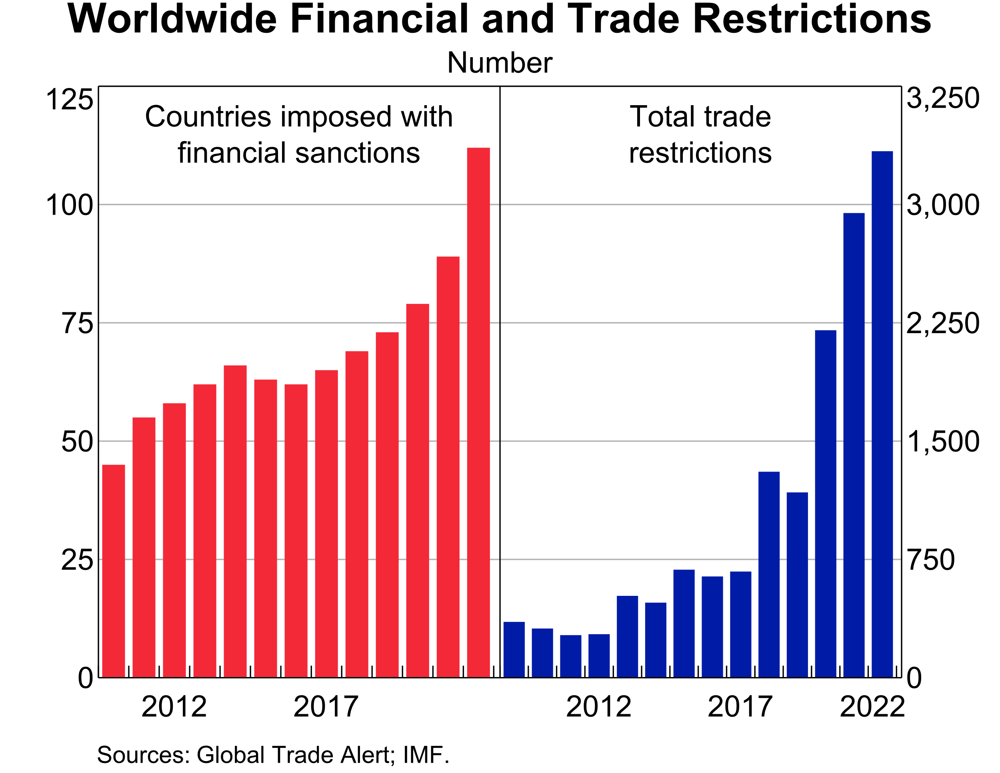 Worldwide Financial and Trade Restrictions
Number
125
3,250
Countries imposed with
financial sanctions
Total trade
restrictions
100
3,000
75
2,250
50
1,500
25
750
0
0
2012
2017
2012
2017
2022
Sources: Global Trade Alert; IMF.